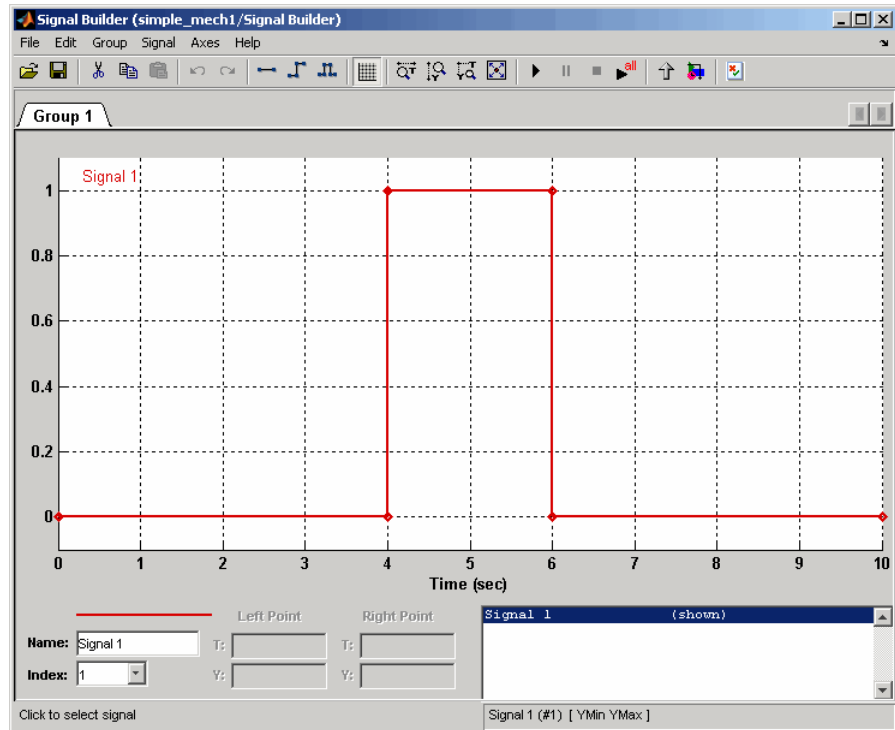 Signal Builder (simple_mech1/Signal Builder)
File Edit Group Signal Axes Help
all
Group 1
Signal 1
1
0.8
0.6
0.4
0.2
0
0 1 2 3 4 5 6 7 8 9 10
Time (sec)
Left Point Right Point
Name: Signal 1 T: T:
Index: 1 Y: Y:
Signal 1 (shown)
Click to select signal
Signal 1 (#1) [ YMin YMax ]